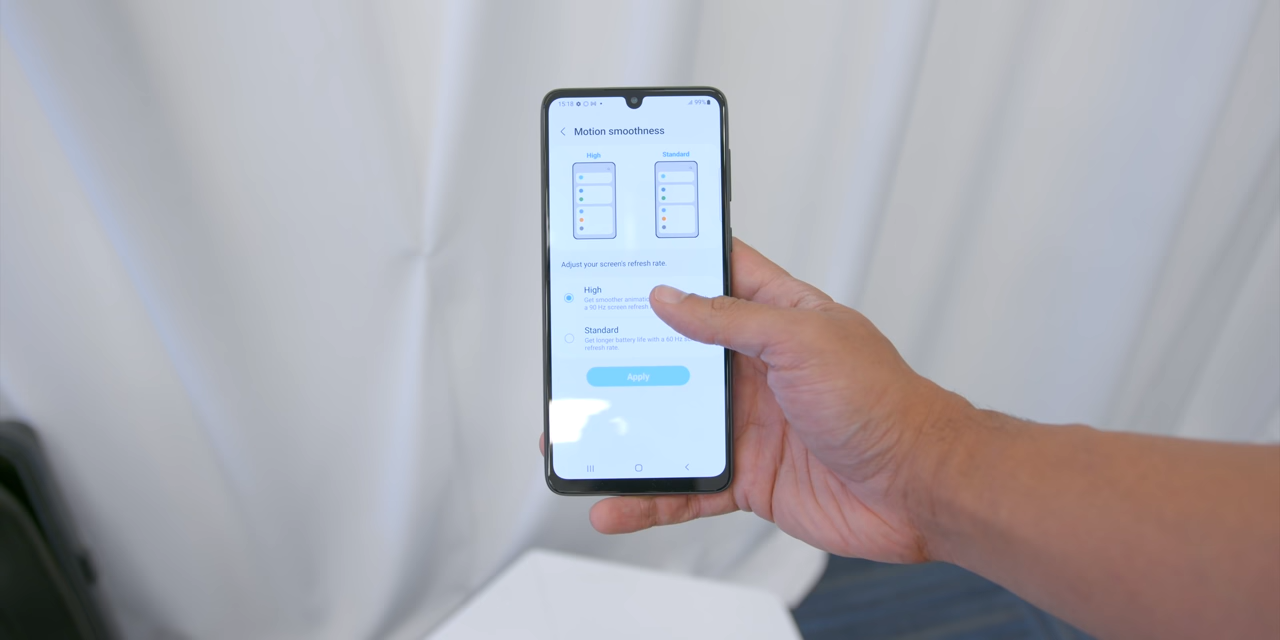 15:18
99%
Motion smoothness
High
Standard
Adjust your screen's refresh rate.
High
Get smoother animatio
a 90 Hz screen refresh
Standard
Get longer battery life with a 60 Hz
refresh rate.
Apply